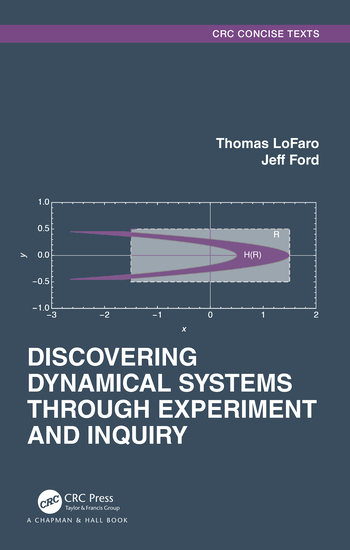 CRC CONCISE TEXTS
Thomas LoFaro
Jeff Ford
1.0
0.5
0.0
−0.5
−1.0
y
R
H(R)
−3
−2
−1
0
1
2
x
DISCOVERING
DYNAMICAL SYSTEMS
THROUGH EXPERIMENT
AND INQUIRY
CRC
CRC Press
Taylor & Francis Group
A CHAPMAN & HALL BOOK